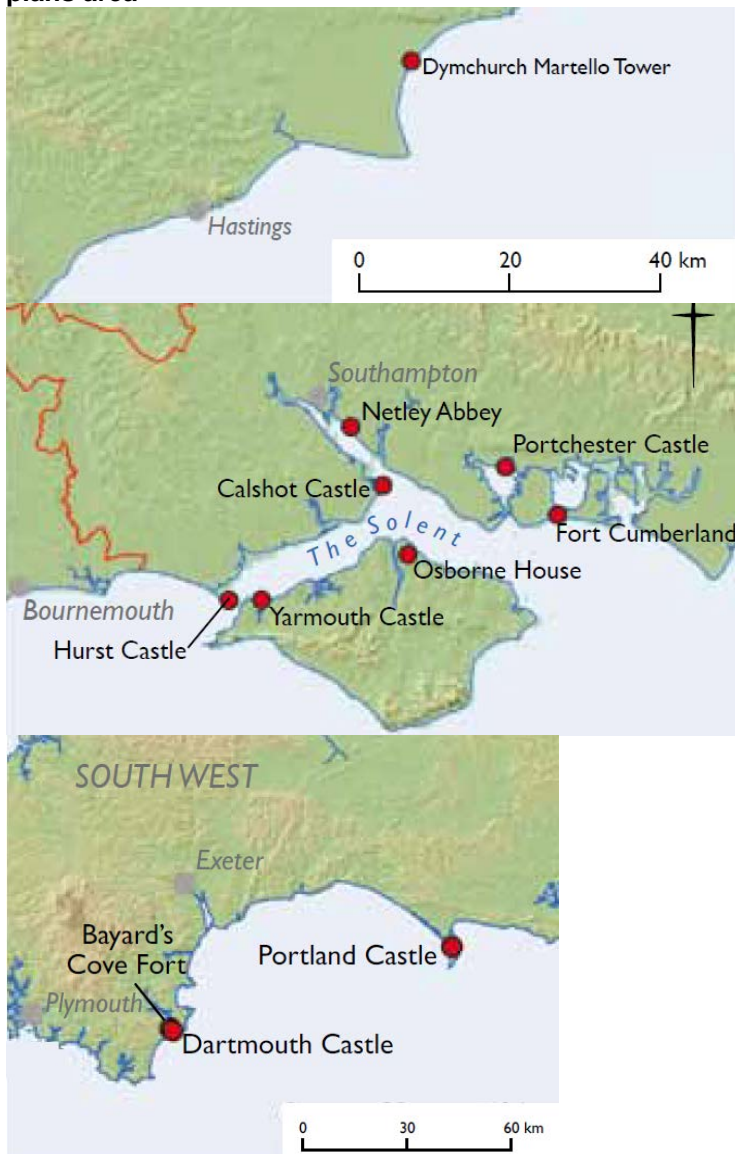 plans area
Dymchurch Martello Tower
Hastings
0 20 40 km
Southampton
Netley Abbey
Portchester Castle
Calshot Castle
Fort Cumberland
The Solent
Osborne House
Bournemouth
Yarmouth Castle
Hurst Castle
SOUTH WEST
Exeter
Bayard's
Cove Fort
Portland Castle
Plymouth
Dartmouth Castle
0 30 60 km